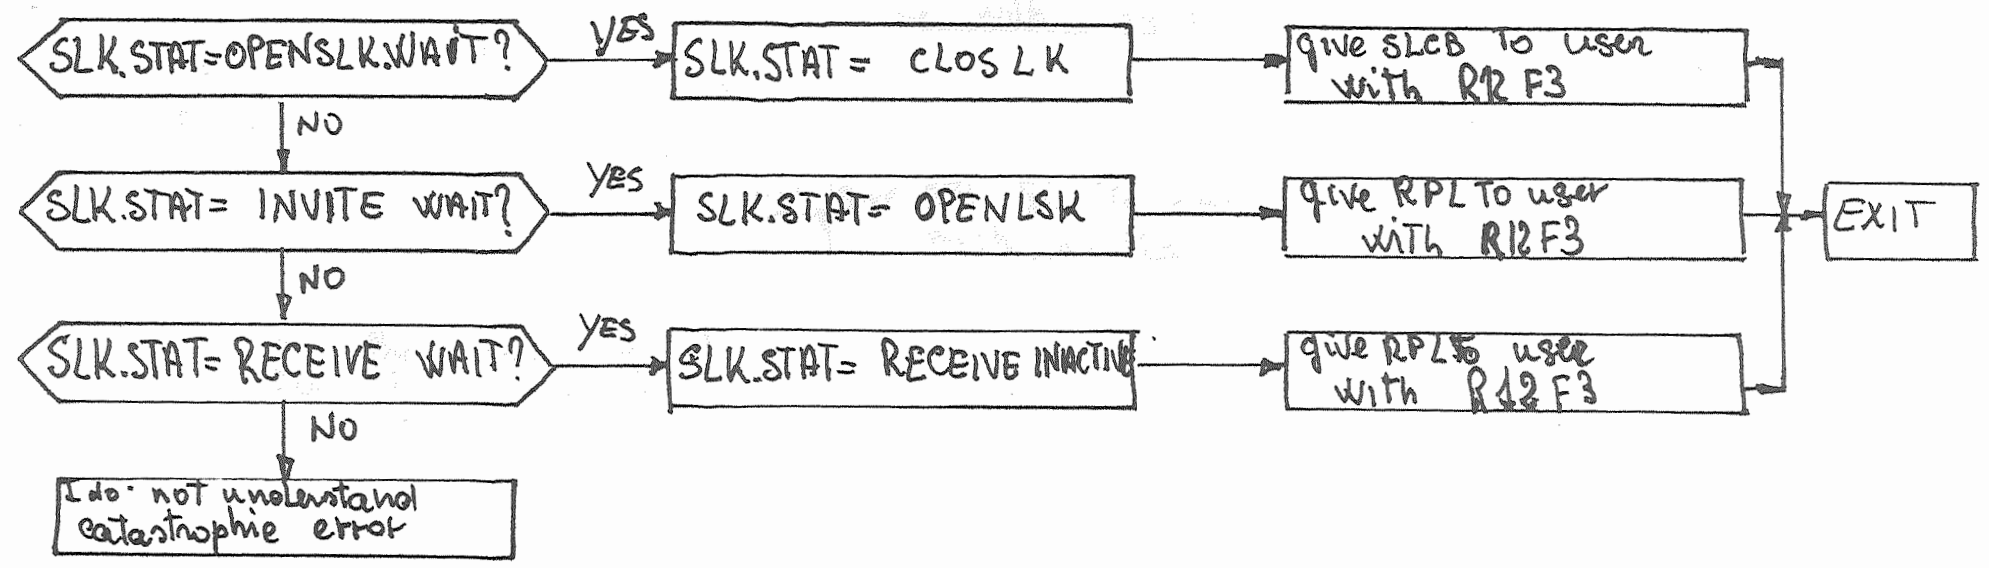 SLK.STAT=OPENSLK.WAIT?
YES
SLK.STAT= CLOSLK
give SLCB TO user
with R12 F3
NO
SLK.STAT= INVITE WAIT?
YES
SLK.STAT= OPENLSK
give RPL TO user
with R12F3
EXIT
NO
SLK.STAT= RECEIVE WAIT?
YES
SLK.STAT= RECEIVE INACTIVE
give RPL to user
with R12 F3
NO
I do not understand
catastrophic error